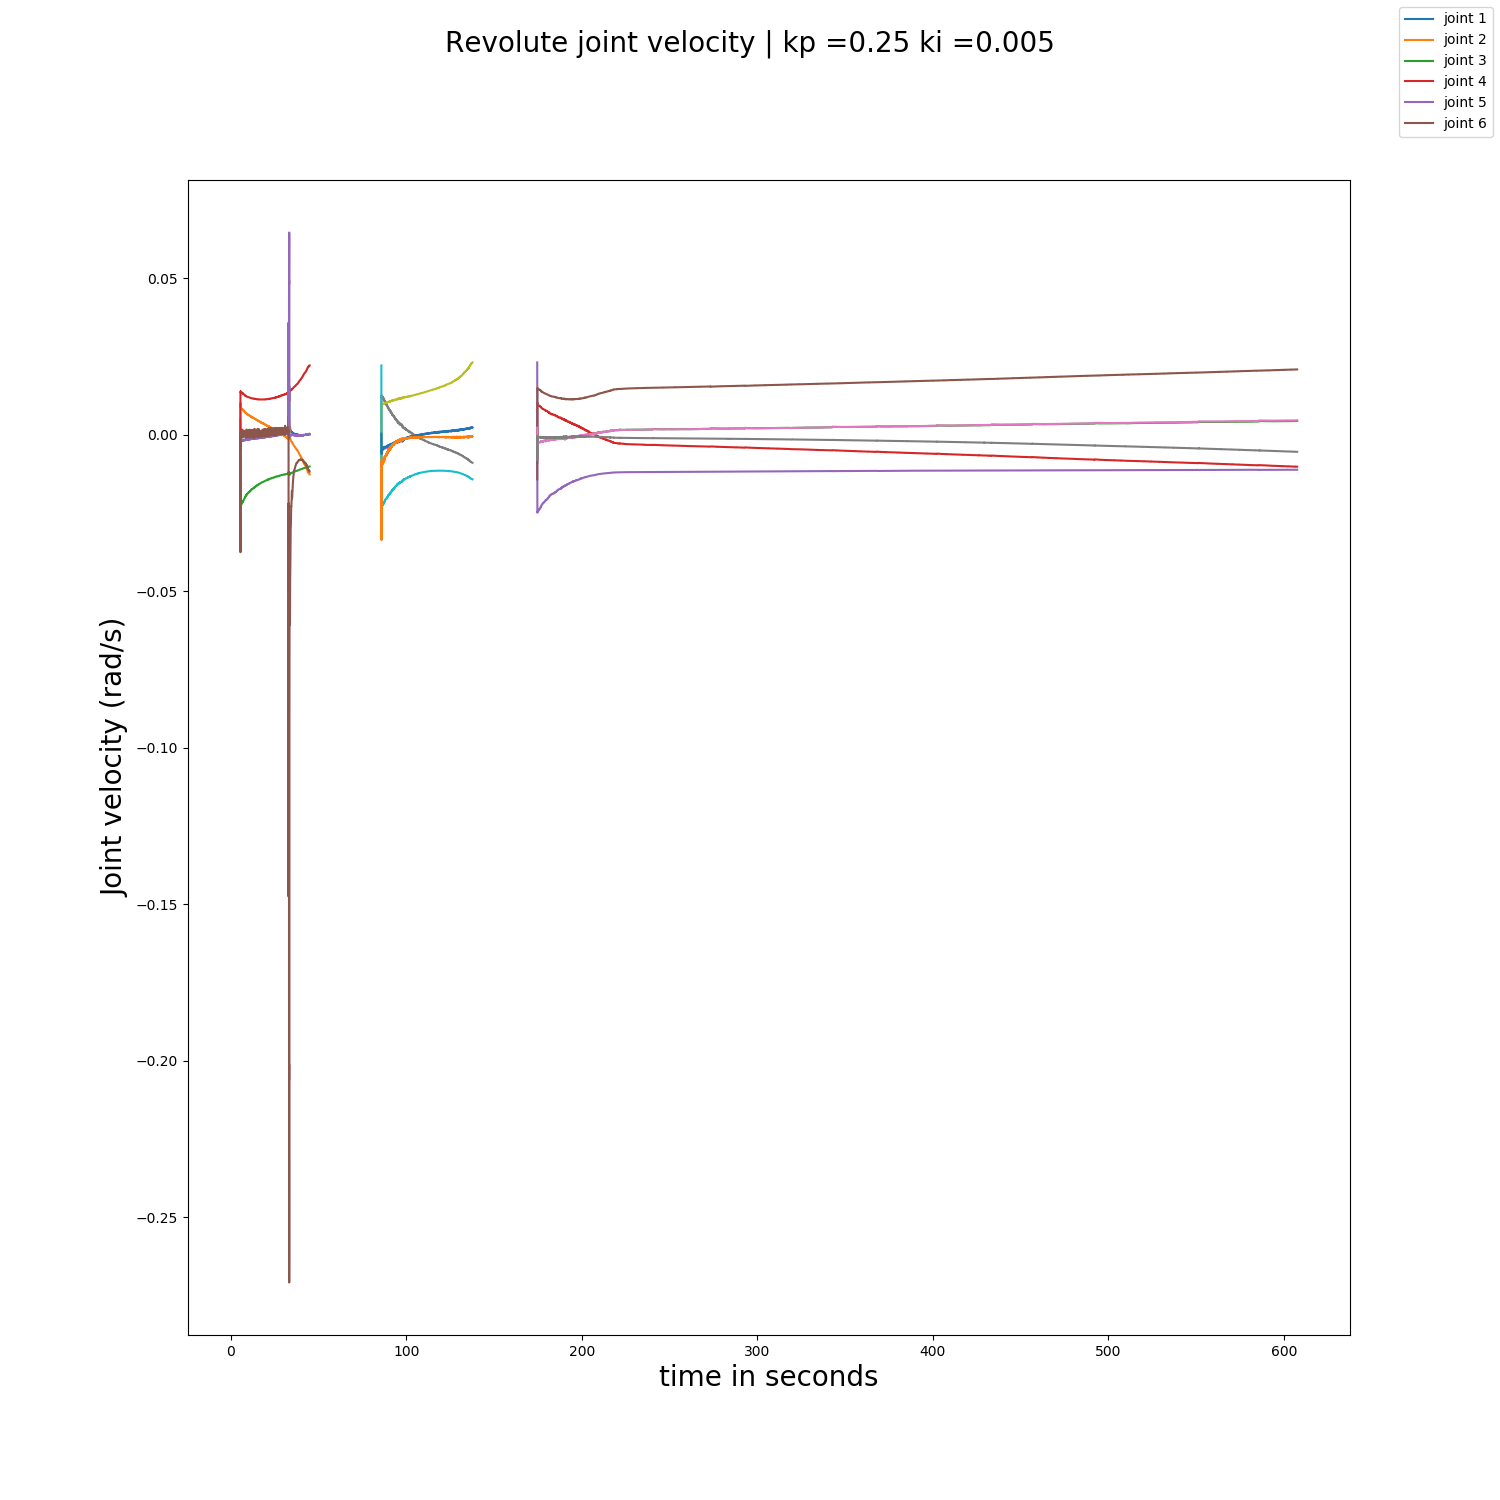 Revolute joint velocity | kp =0.25 ki =0.005
joint 1
joint 2
joint 3
joint 4
joint 5
joint 6
0.05
0.00
−0.05
−0.10
−0.15
−0.20
−0.25
Joint velocity (rad/s)
0 100 200 300 400 500 600
time in seconds